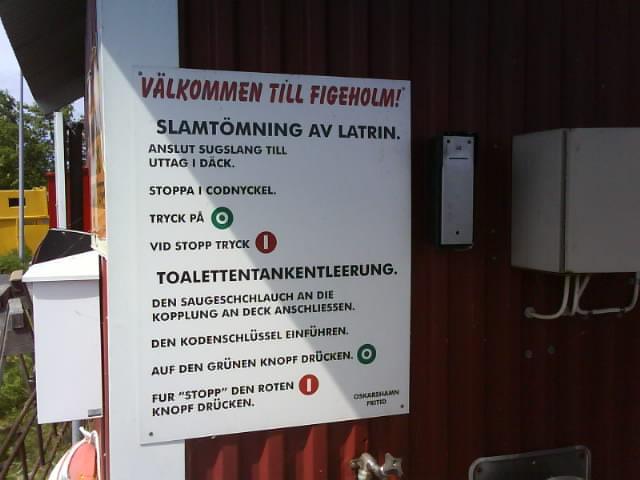 VÄLKOMMEN TILL FIGEHOLM!
SLAMTÖMNING AV LATRIN.
ANSLUT SUGSLANG TILL
UTTAG I DÄCK.
STOPPA I CODNYCKEL.
TRYCK PÅ
VID STOPP TRYCK
TOALETTENTANKENTLEERUNG.
DEN SAUGESCHCHLAUCH AN DIE
KOPPLUNG AN DECK ANSCHLIESSEN.
DEN KODENSCHLÜSSEL EINFÜHREN.
AUF DEN GRÜNEN KNOPF DRÜCKEN.
FUR "STOPP" DEN ROTEN
KNOPF DRÜCKEN.
OSKARSHAMN
FRITED